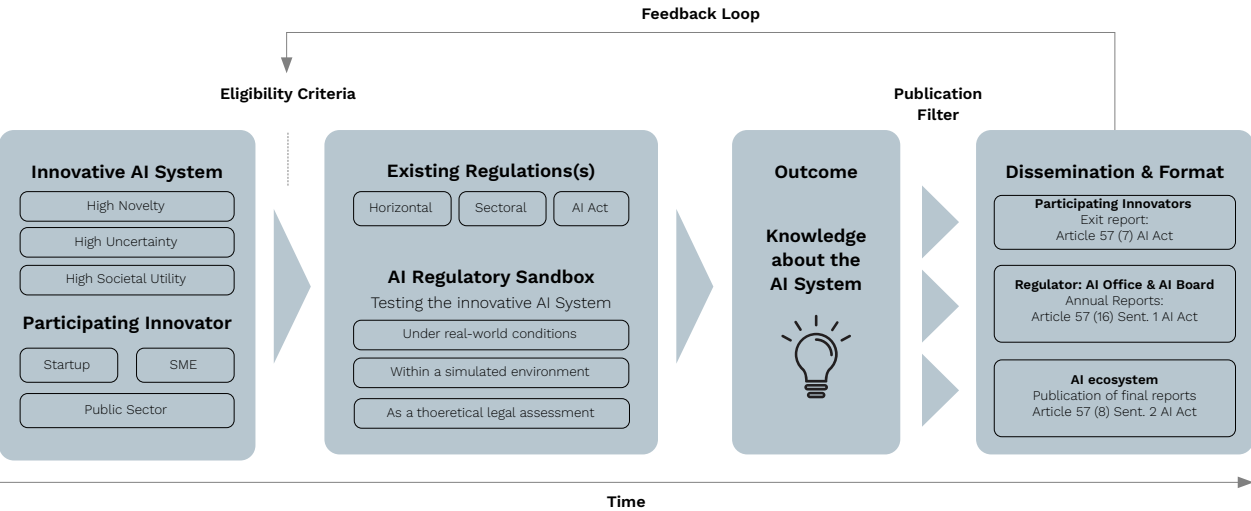 Feedback Loop
Eligibility Criteria
Publication
Filter
Innovative AI System
High Novelty
High Uncertainty
High Societal Utility
Participating Innovator
Startup
SME
Public Sector
Existing Regulations(s)
Horizontal
Sectoral
AI Act
AI Regulatory Sandbox
Testing the innovative AI System
Under real-world conditions
Within a simulated environment
As a thoeretical legal assessment
Outcome
Knowledge
about the
AI System
Dissemination & Format
Participating Innovators
Exit report:
Article 57 (7) AI Act
Regulator: AI Office & AI Board
Annual Reports:
Article 57 (16) Sent. 1 AI Act
AI ecosystem
Publication of final reports
Article 57 (8) Sent. 2 AI Act
Time